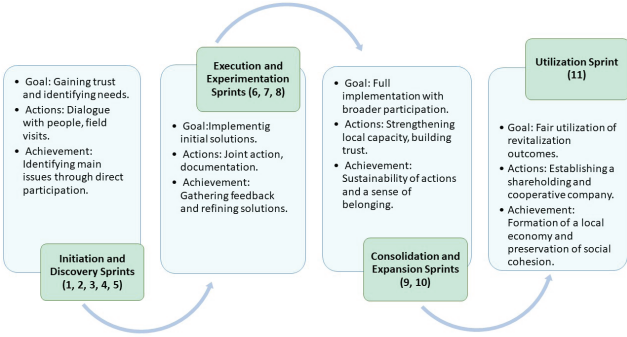 • Goal: Gaining trust
and identifying needs.
• Actions: Dialogue
with people, field
visits.
• Achievement:
Identifying main
issues through direct
participation.
Initiation and
Discovery Sprints
(1, 2, 3, 4, 5)
Execution and
Experimentation
Sprints (6, 7, 8)
• Goal:Implementig
initial solutions.
• Actions: Joint action,
documentation.
• Achievement:
Gathering feedback
and refining solutions.
• Goal: Full
implementation with
broader participation.
• Actions: Strengthening
local capacity, building
trust.
• Achievement:
Sustainability of actions
and a sense of
belonging.
Consolidation and
Expansion Sprints
(9, 10)
Utilization Sprint
(11)
• Goal: Fair utilization of
revitalization
outcomes.
• Actions: Establishing a
shareholding and
cooperative company.
• Achievement:
Formation of a local
economy and
preservation of social
cohesion.